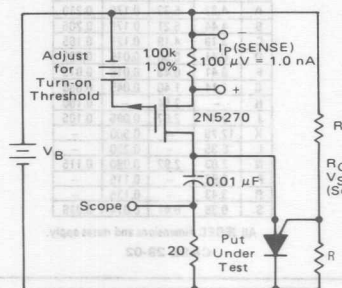 Adjust
for
Turn-on
Threshold
100k
1.0%
–
IP(SENSE)
100 μV = 1.0 nA
+
2N5270
VB
0.01 μF
Scope
20
Put
Under
Test
R
R